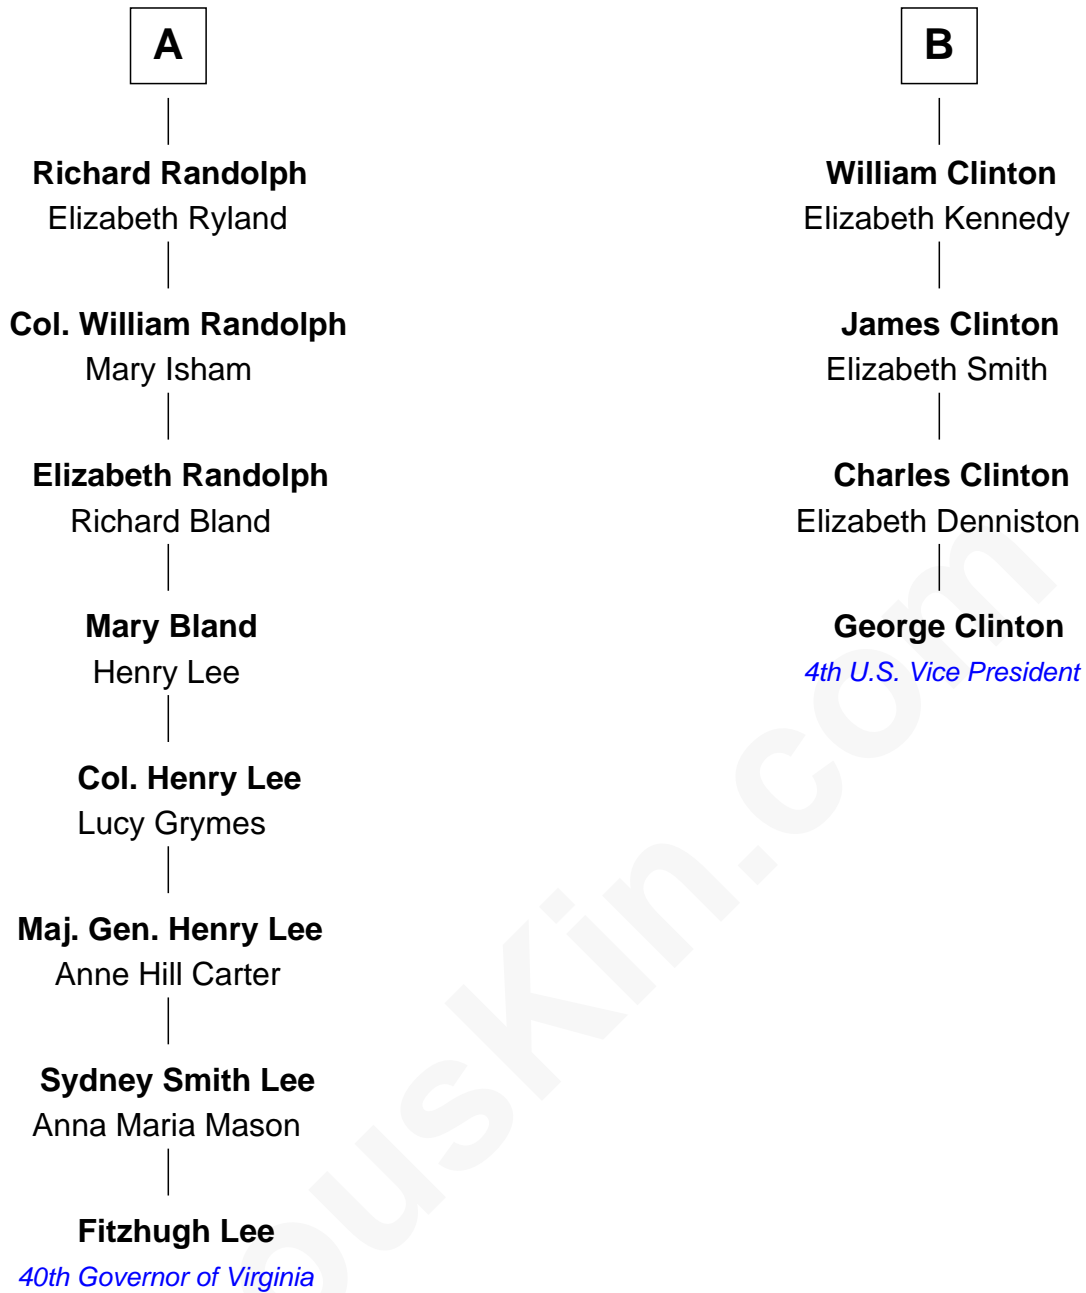 A
Richard Randolph
Elizabeth Ryland
Col. William Randolph
Mary Isham
Elizabeth Randolph
Richard Bland
Mary Bland
Henry Lee
Col. Henry Lee
Lucy Grymes
Maj. Gen. Henry Lee
Anne Hill Carter
Sydney Smith Lee
Anna Maria Mason
Fitzhugh Lee
40th Governor of Virginia
B
William Clinton
Elizabeth Kennedy
James Clinton
Elizabeth Smith
Charles Clinton
Elizabeth Denniston
George Clinton
4th U.S. Vice President
ousKin.com